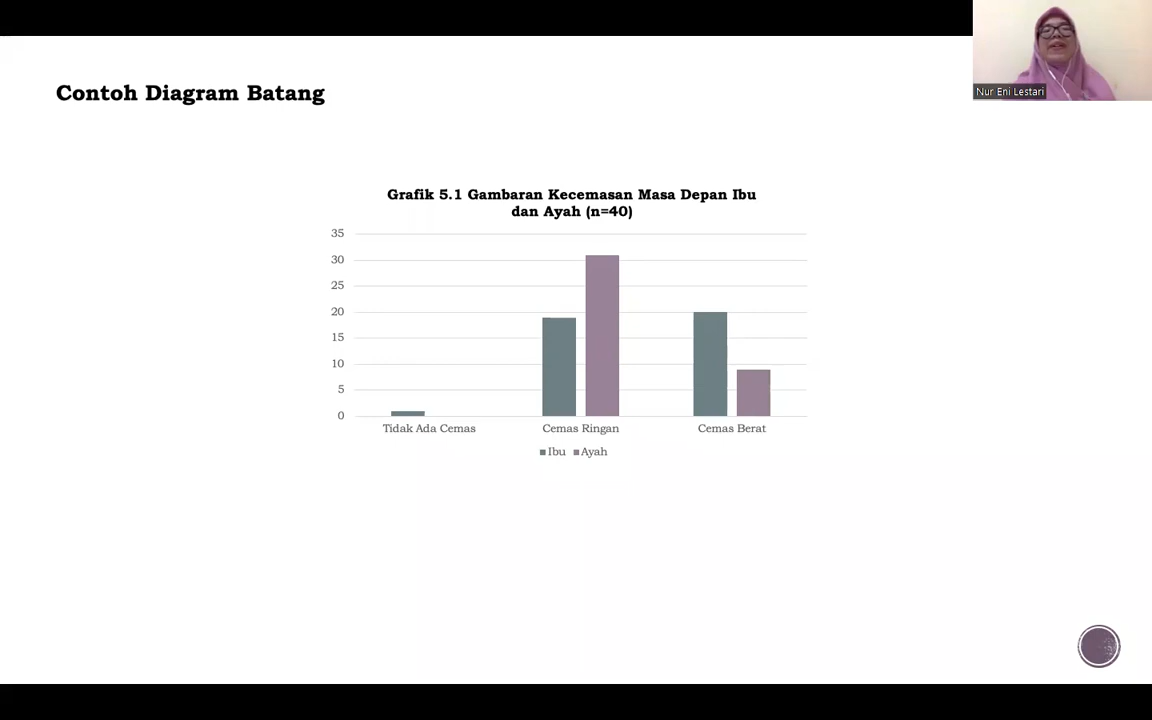 Nur Eni Lestari
Contoh Diagram Batang
Grafik 5.1 Gambaran Kecemasan Masa Depan Ibu
dan Ayah (n=40)
35
30
25
20
15
10
5
0
Tidak Ada Cemas Cemas Ringan Cemas Berat
Ibu Ayah